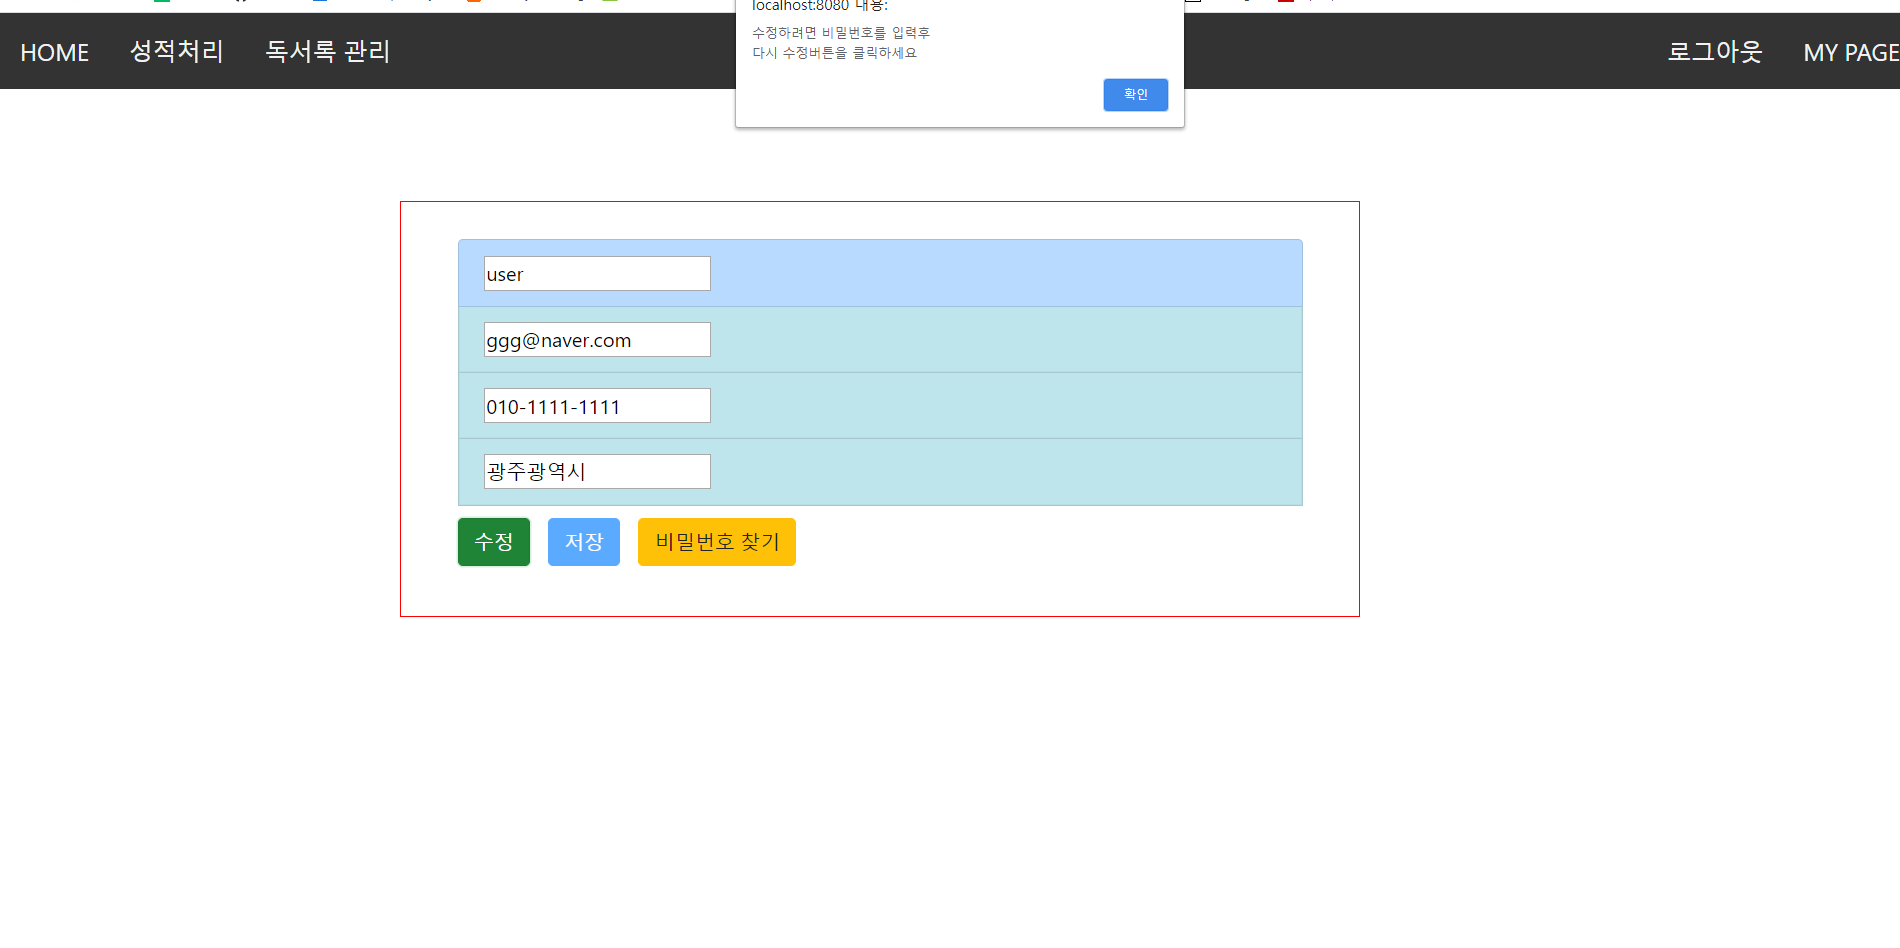 localhost:8080 내용:
수정하려면 비밀번호를 입력후
다시 수정버튼을 클릭하세요
확인
HOME 성적처리 독서록 관리 로그아웃 MY PAGE
user
ggg@naver.com
010-1111-1111
광주광역시
수정 저장 비밀번호 찾기